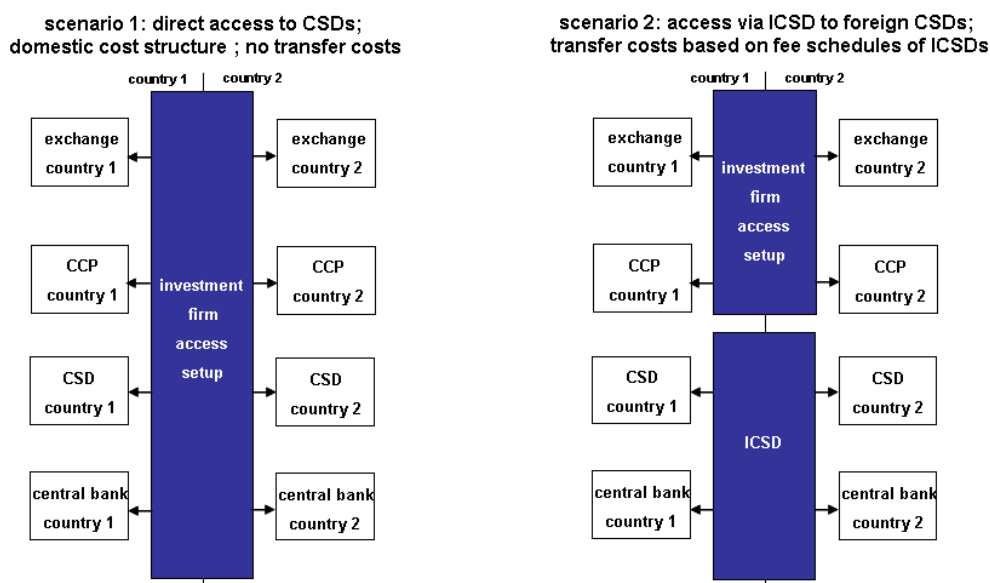 scenario 1: direct access to CSDs;
domestic cost structure ; no transfer costs
country 1
country 2
exchange
country 1
exchange
country 2
CCP
country 1
CCP
country 2
investment
firm
access
setup
CSD
country 1
CSD
country 2
central bank
country 1
central bank
country 2
scenario 2: access via ICSD to foreign CSDs;
transfer costs based on fee schedules of ICSDs
country 1
country 2
exchange
country 1
exchange
country 2
investment
firm
access
setup
CCP
country 1
CCP
country 2
CSD
country 1
CSD
country 2
ICSD
central bank
country 1
central bank
country 2